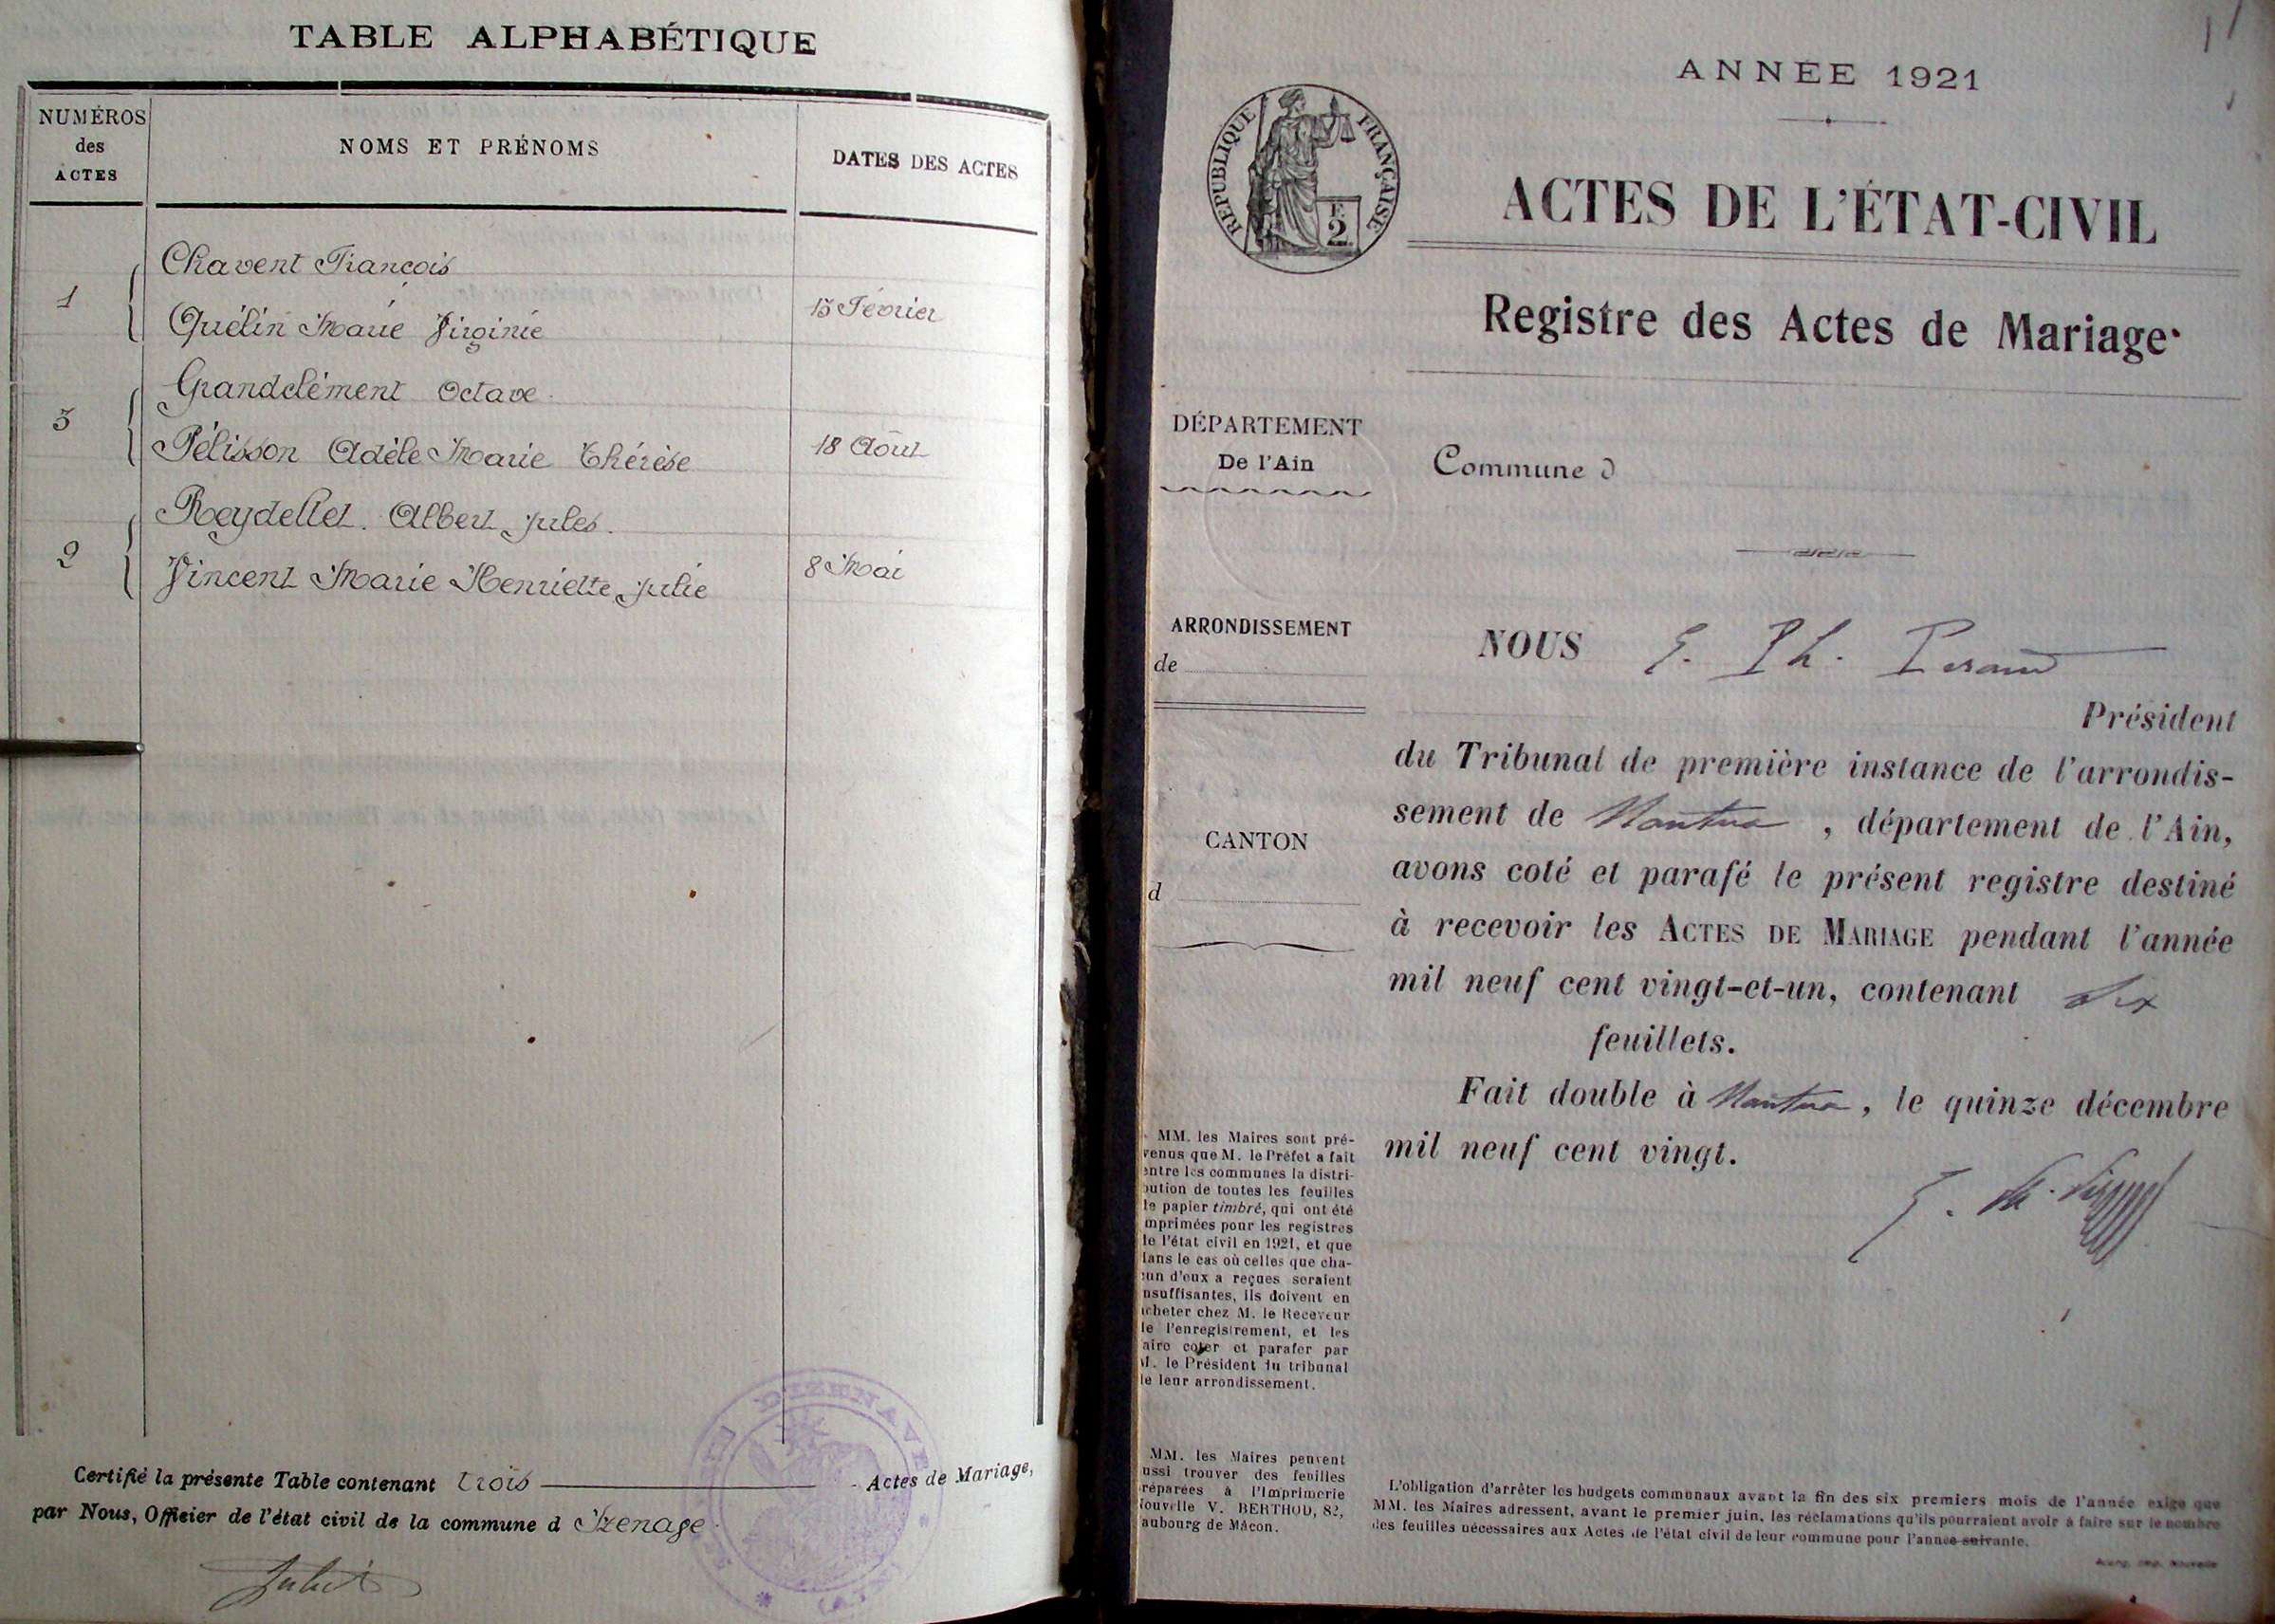 TABLE ALPHABÉTIQUE
NUMÉROS
des
ACTES
NOMS ET PRÉNOMS
DATES DES ACTES
Chavent François
1
15 Février
Quélin Marie Virginie
Grandclément Octave
3
18 Août
Pélisson Adèle Marie Thérèse
Reydellet Albert Jules.
2
8 Mai
Vincent Marie Henriette Julie
Certifié la présente Table contenant trois Actes de Mariage,
par Nous, Officier de l'état civil de la commune d Izenave
ANNEE 1921
RÉPUBLIQUE FRANÇAISE
2
ACTES DE L'ÉTAT-CIVIL
Registre des Actes de Mariage
DÉPARTEMENT
De l'Ain
Commune d
ARRONDISSEMENT
de
NOUS E. Ph.
Président
du Tribunal de première instance de l'arrondis-
sement de Nantua, département de l'Ain,
avons coté et parafé le présent registre destiné
à recevoir les ACTES DE MARIAGE pendant l'année
mil neuf cent vingt-et-un, contenant six
feuillets.
Fait double à Nantua, le quinze décembre
mil neuf cent vingt.
CANTON
d
MM. les Maires sont pré-
venus que M. le Préfet a fait
entre les communes la distri-
bution de toutes les feuilles
de papier timbré, qui ont été
imprimées pour les registres
de l'état civil en 1921, et que
dans le cas où celles que cha-
cun d'eux a reçues seraient
insuffisantes, ils doivent en
acheter chez M. le Receveur
de l'enregistrement, et les
faire coter et parafer par
M. le Président du tribunal
de leur arrondissement.
MM. les Maires peuvent
aussi trouver des feuilles
préparées à l'Imprimerie
Nouvelle V. BERTHOD, 82,
faubourg de Mâcon.
L'obligation d'arrêter les budgets communaux avant la fin des six premiers mois de l'année exige que
MM. les Maires adressent, avant le premier juin, les réclamations qu'ils pourraient avoir à faire sur le nombre
des feuilles nécessaires aux Actes de l'état civil de leur commune pour l'année suivante.